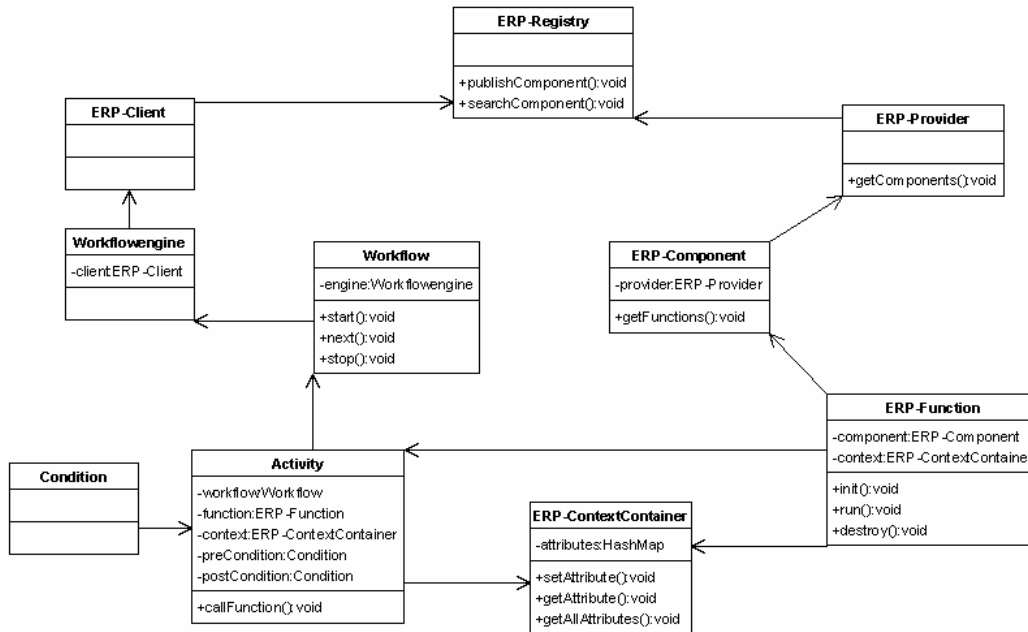 ERP-Registry
+publishComponent():void
+searchComponent():void
ERP-Client
ERP-Provider
+getComponents():void
Workflowengine
-client:ERP-Client
Workflow
-engine:Workflowengine
+start():void
+next():void
+stop():void
ERP-Component
-provider:ERP-Provider
+getFunctions():void
ERP-Function
-component:ERP-Component
-context:ERP-ContextContaine
+init():void
+run():void
+destroy():void
Condition
Activity
-workflowWorkflow
-function:ERP-Function
-context:ERP-ContextContainer
-preCondition:Condition
-postCondition:Condition
+callFunction():void
ERP-ContextContainer
-attributes:HashMap
+setAttribute():void
+getAttribute():void
+getAllAttributes():void